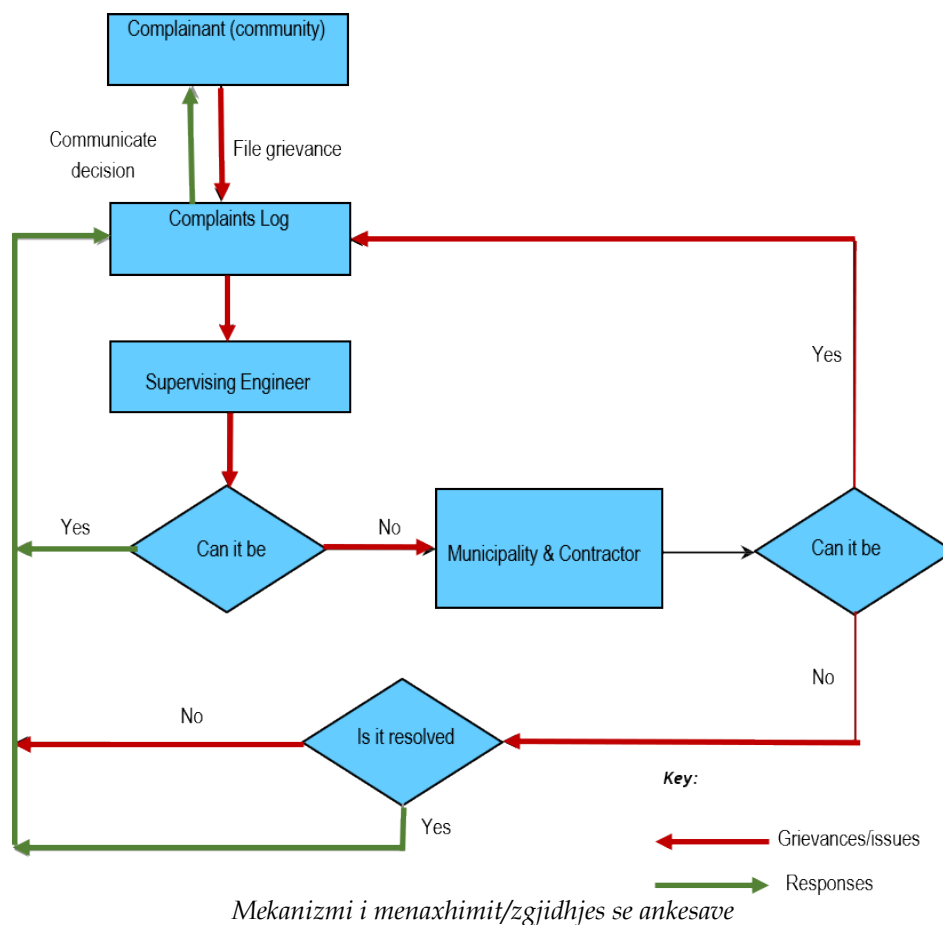 Complainant (community)
Communicate
decision
File grievance
Complaints Log
Yes
Supervising Engineer
Yes
Can it be
No
Municipality & Contractor
Can it be
No
No
Is it resolved
Key:
Yes
Grievances/issues
Responses
Mekanizmi i menaxhimit/zgjidhjes se ankesave